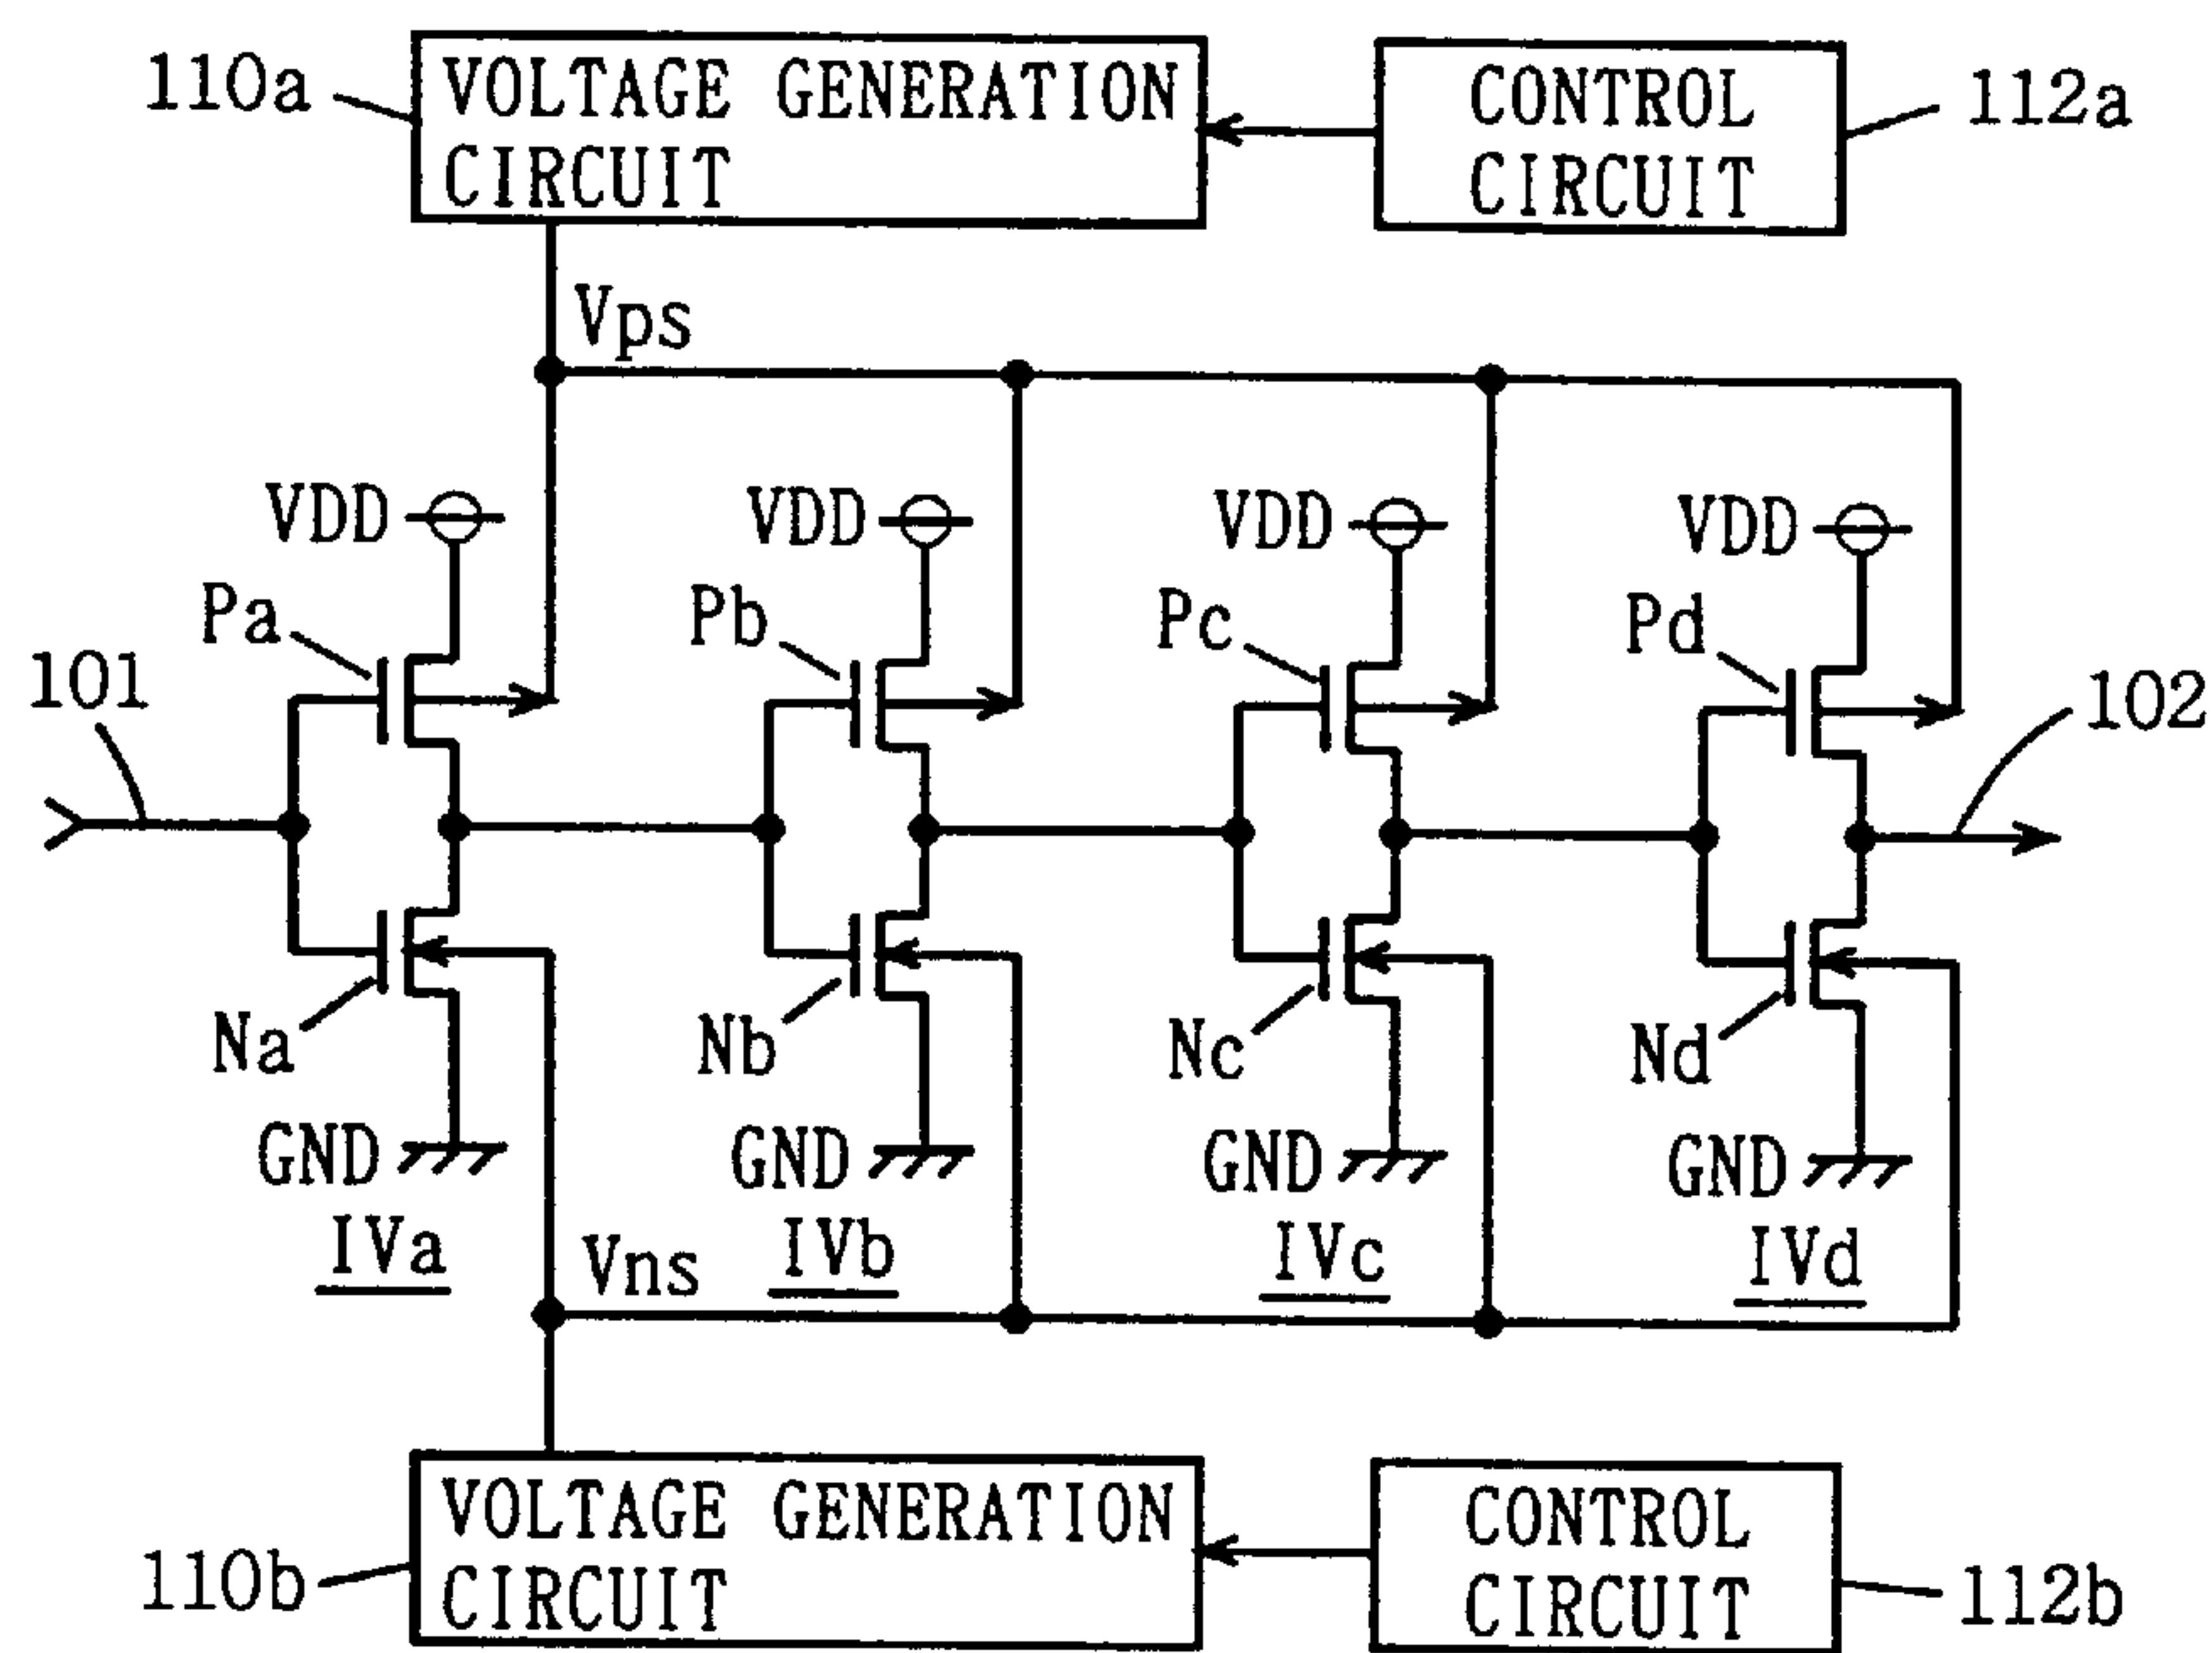 110a
VOLTAGE GENERATION
CIRCUIT
CONTROL
CIRCUIT
112a
Vps
VDD
VDD
VDD
VDD
Pa
Pb
Pc
Pd
101
102
Na
Nb
Nc
Nd
GND
GND
GND
GND
IVa
Vns
IVb
IVc
IVd
110b
VOLTAGE GENERATION
CIRCUIT
CONTROL
CIRCUIT
112b